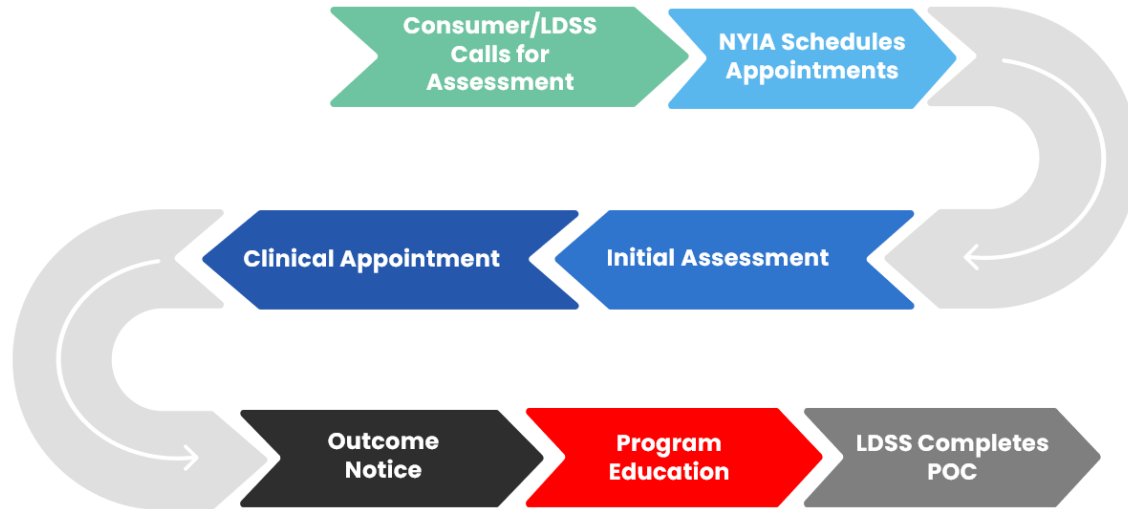 Consumer/LDSS
Calls for
Assessment
NYIA Schedules
Appointments
Initial Assessment
Clinical Appointment
Outcome
Notice
Program
Education
LDSS Completes
POC